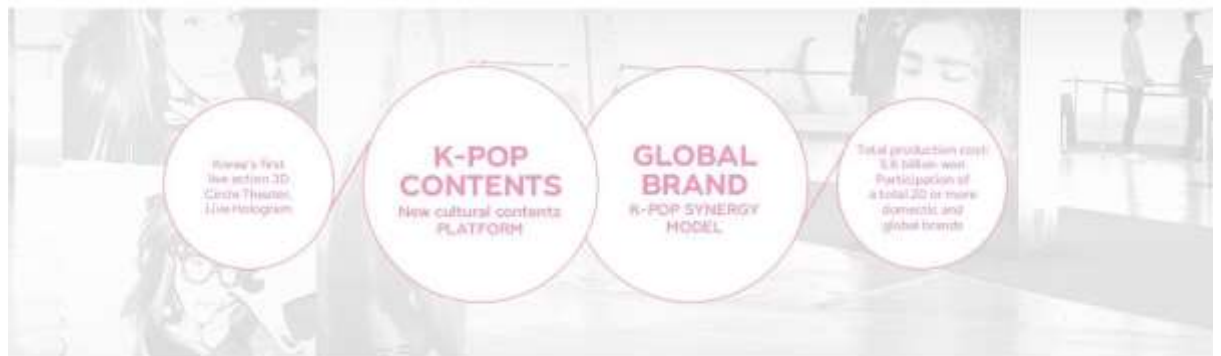 Korea's first
live action 3D
Circle Theater,
Live Hologram
K-POP
CONTENTS
New cultural contents
PLATFORM
GLOBAL
BRAND
K-POP SYNERGY
MODEL
Total production cost:
5.6 billion won
Participation of
a total 20 or more
domestic and
global brands